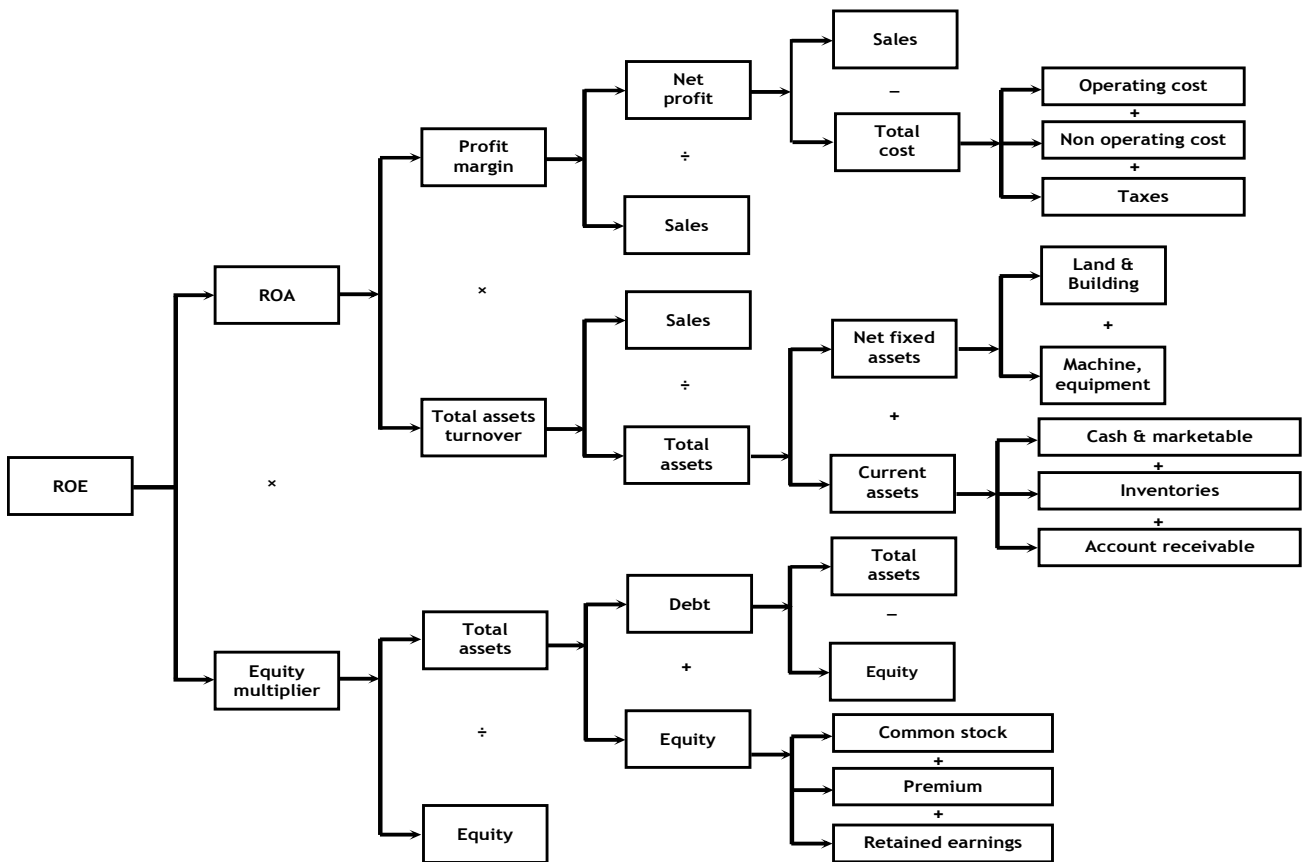 Sales
Net
profit
–
Operating cost
+
Total
cost
Non operating cost
Profit
margin
÷
+
Taxes
Sales
Land &
Building
ROA
×
Sales
+
Net fixed
assets
Machine,
equipment
÷
Total assets
turnover
+
Cash & marketable
Total
assets
+
ROE
×
Current
assets
Inventories
+
Account receivable
Total
assets
Debt
–
Total
assets
Equity
multiplier
+
Equity
÷
Equity
Common stock
+
Premium
+
Equity
Retained earnings